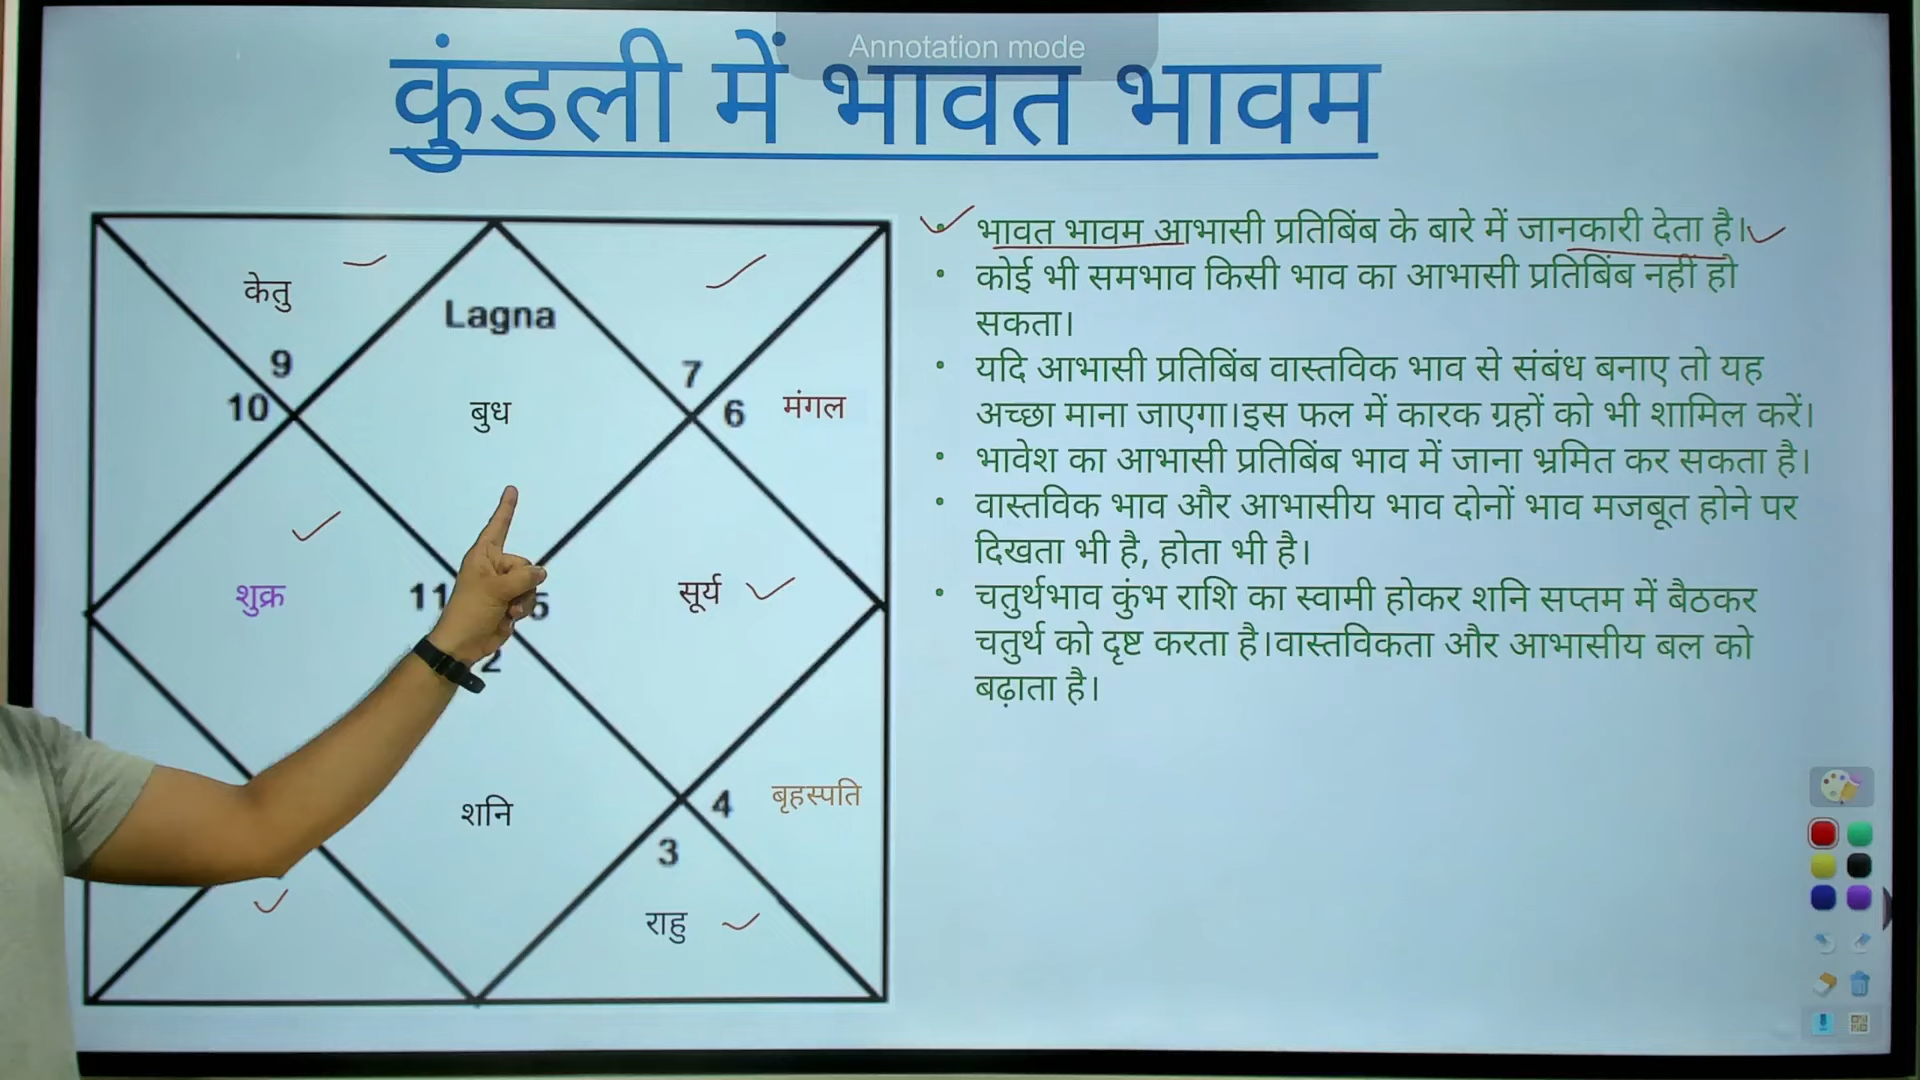 Annotation mode
कुंडली में भावत भावम
केतु
Lagna
9
7
10
बुध
6
मंगल
शुक्र
11
5
सूर्य
2
शनि
4
बृहस्पति
3
राहु
भावत भावम आभासी प्रतिबिंब के बारे में जानकारी देता है।
• कोई भी समभाव किसी भाव का आभासी प्रतिबिंब नहीं हो
सकता।
• यदि आभासी प्रतिबिंब वास्तविक भाव से संबंध बनाए तो यह
अच्छा माना जाएगा।इस फल में कारक ग्रहों को भी शामिल करें।
• भावेश का आभासी प्रतिबिंब भाव में जाना भ्रमित कर सकता है।
• वास्तविक भाव और आभासीय भाव दोनों भाव मजबूत होने पर
दिखता भी है, होता भी है।
• चतुर्थभाव कुंभ राशि का स्वामी होकर शनि सप्तम में बैठकर
चतुर्थ को दृष्ट करता है।वास्तविकता और आभासीय बल को
बढ़ाता है।